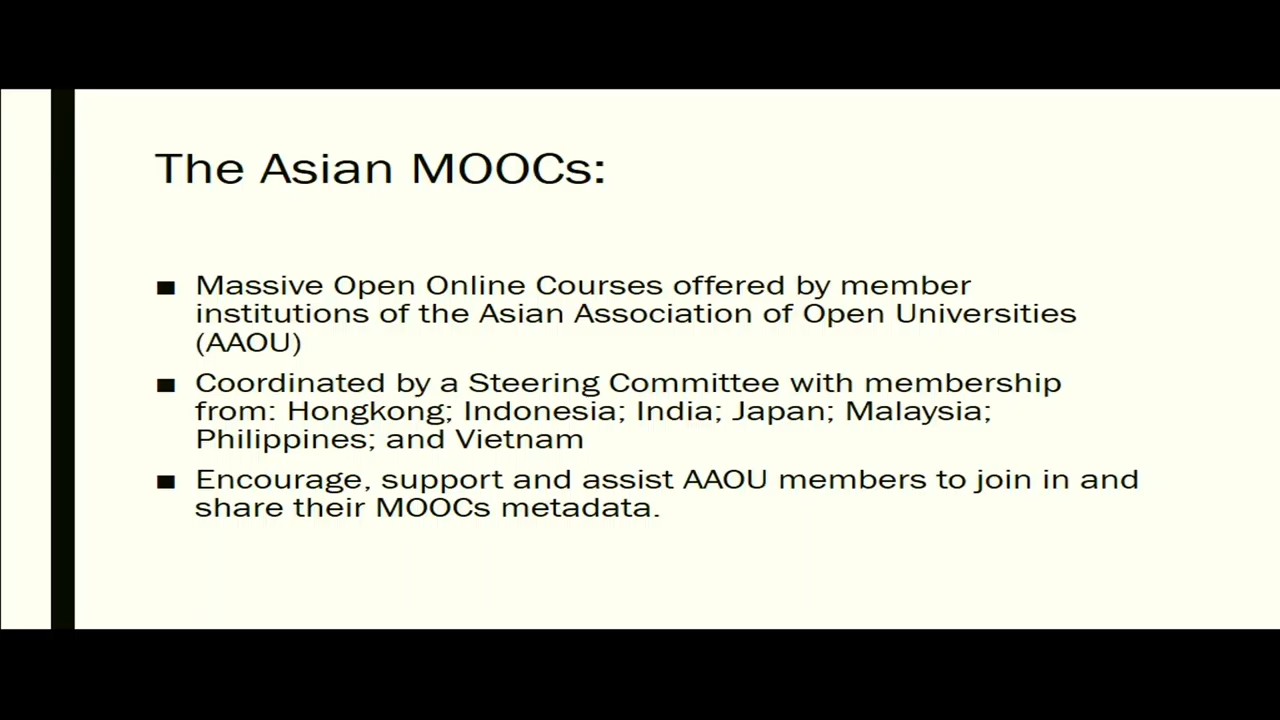 The Asian MOOCs:
■ Massive Open Online Courses offered by member
institutions of the Asian Association of Open Universities
(AAOU)
■ Coordinated by a Steering Committee with membership
from: Hongkong; Indonesia; India; Japan; Malaysia;
Philippines; and Vietnam
■ Encourage, support and assist AAOU members to join in and
share their MOOCs metadata.